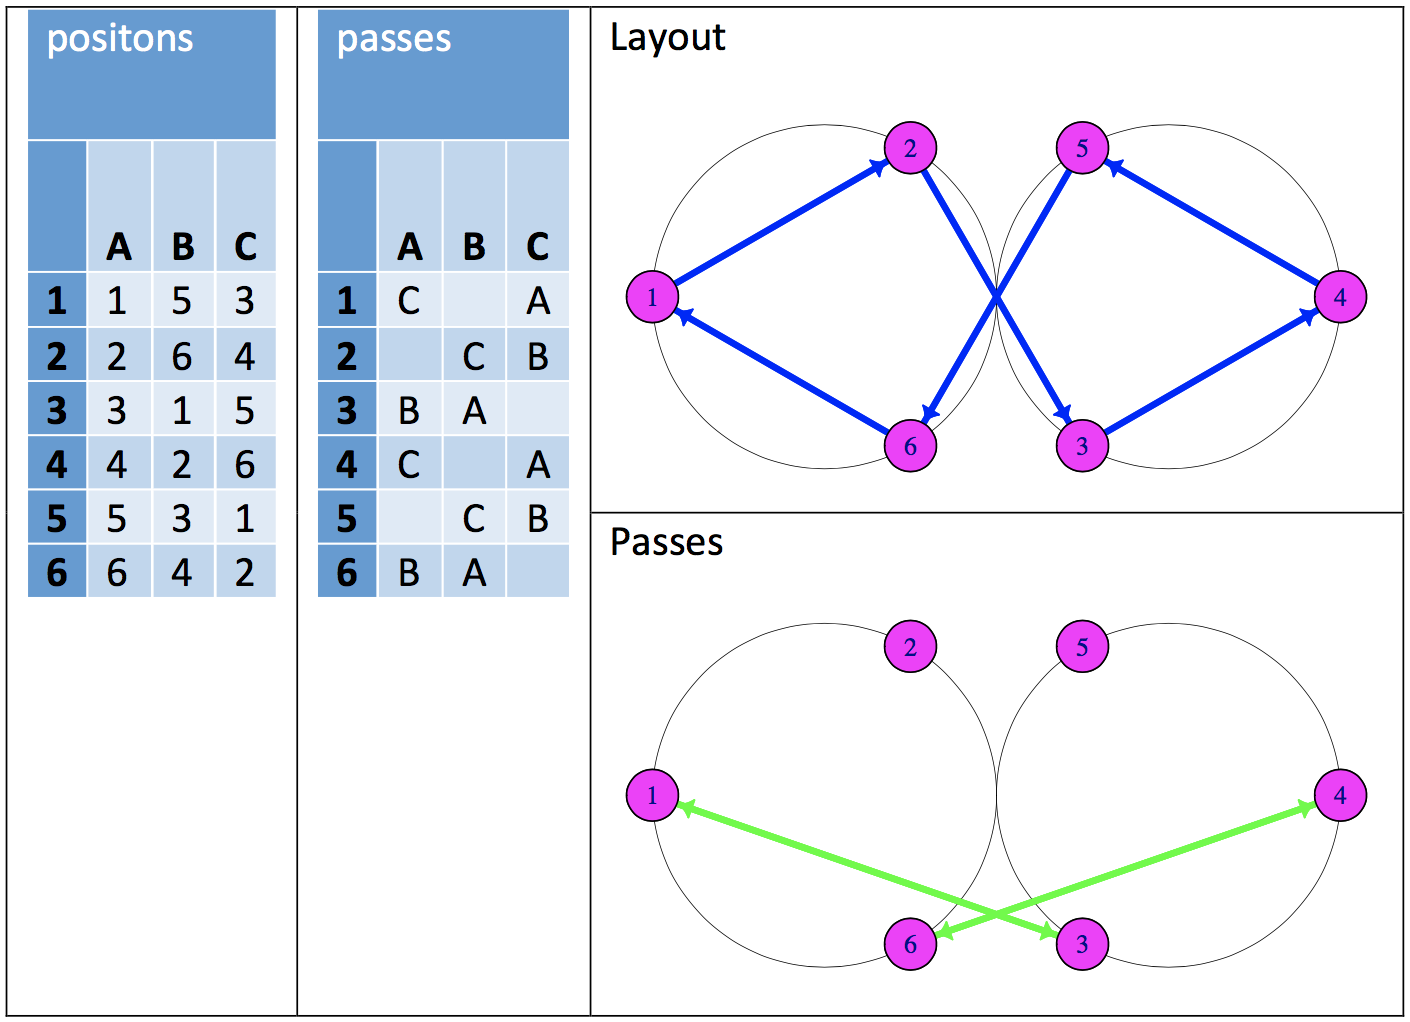 positons
A B C
1 1 5 3
2 2 6 4
3 3 1 5
4 4 2 6
5 5 3 1
6 6 4 2
passes
A B C
1 C A
2 C B
3 B A
4 C A
5 C B
6 B A
Layout
2 5
1 4
6 3
Passes
2 5
1 4
6 3